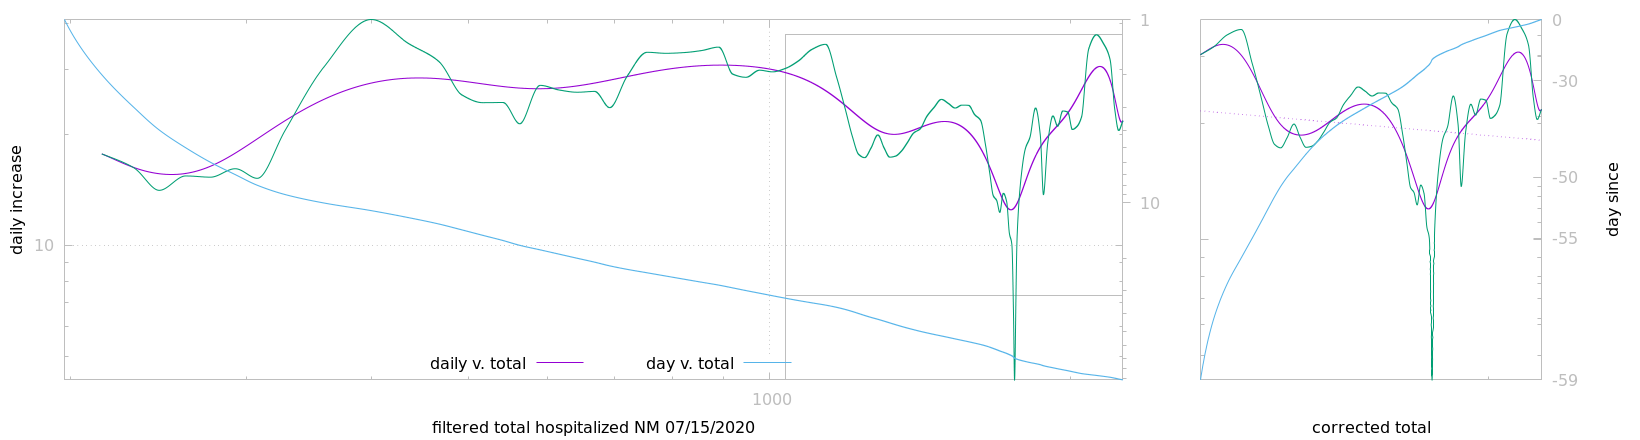 1
0
-30
10
-50
10
-55
daily increase
day since
daily v. total
day v. total
-59
1000
filtered total hospitalized NM 07/15/2020
corrected total